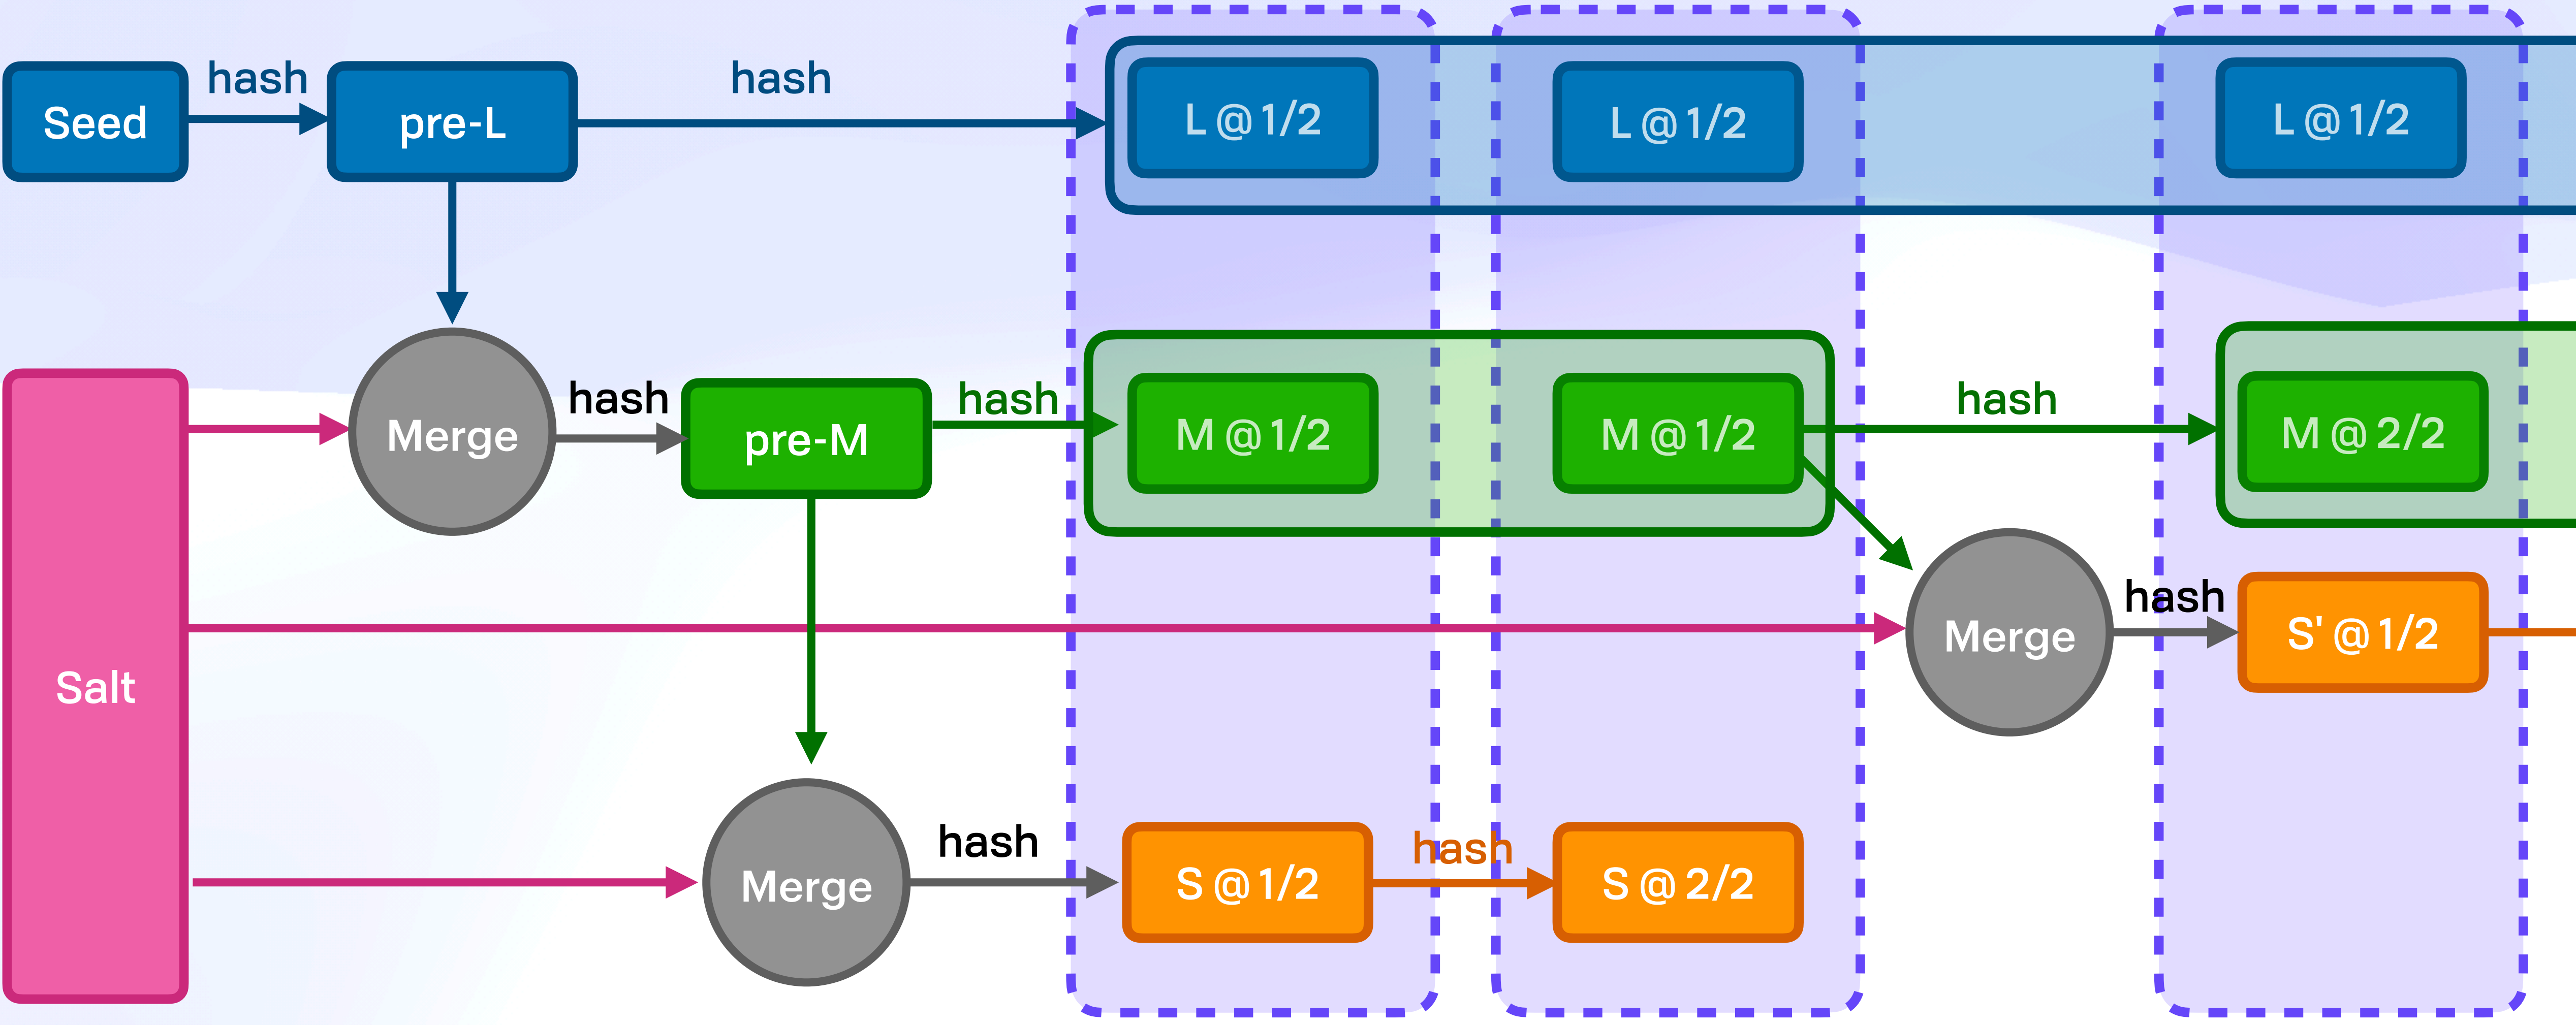 Seed
hash
pre-L
hash
L @ 1/2
L @ 1/2
L @ 1/2
Merge
hash
pre-M
hash
M @ 1/2
M @ 1/2
hash
M @ 2/2
Salt
Merge
hash
S' @ 1/2
Merge
hash
S @ 1/2
hash
S @ 2/2